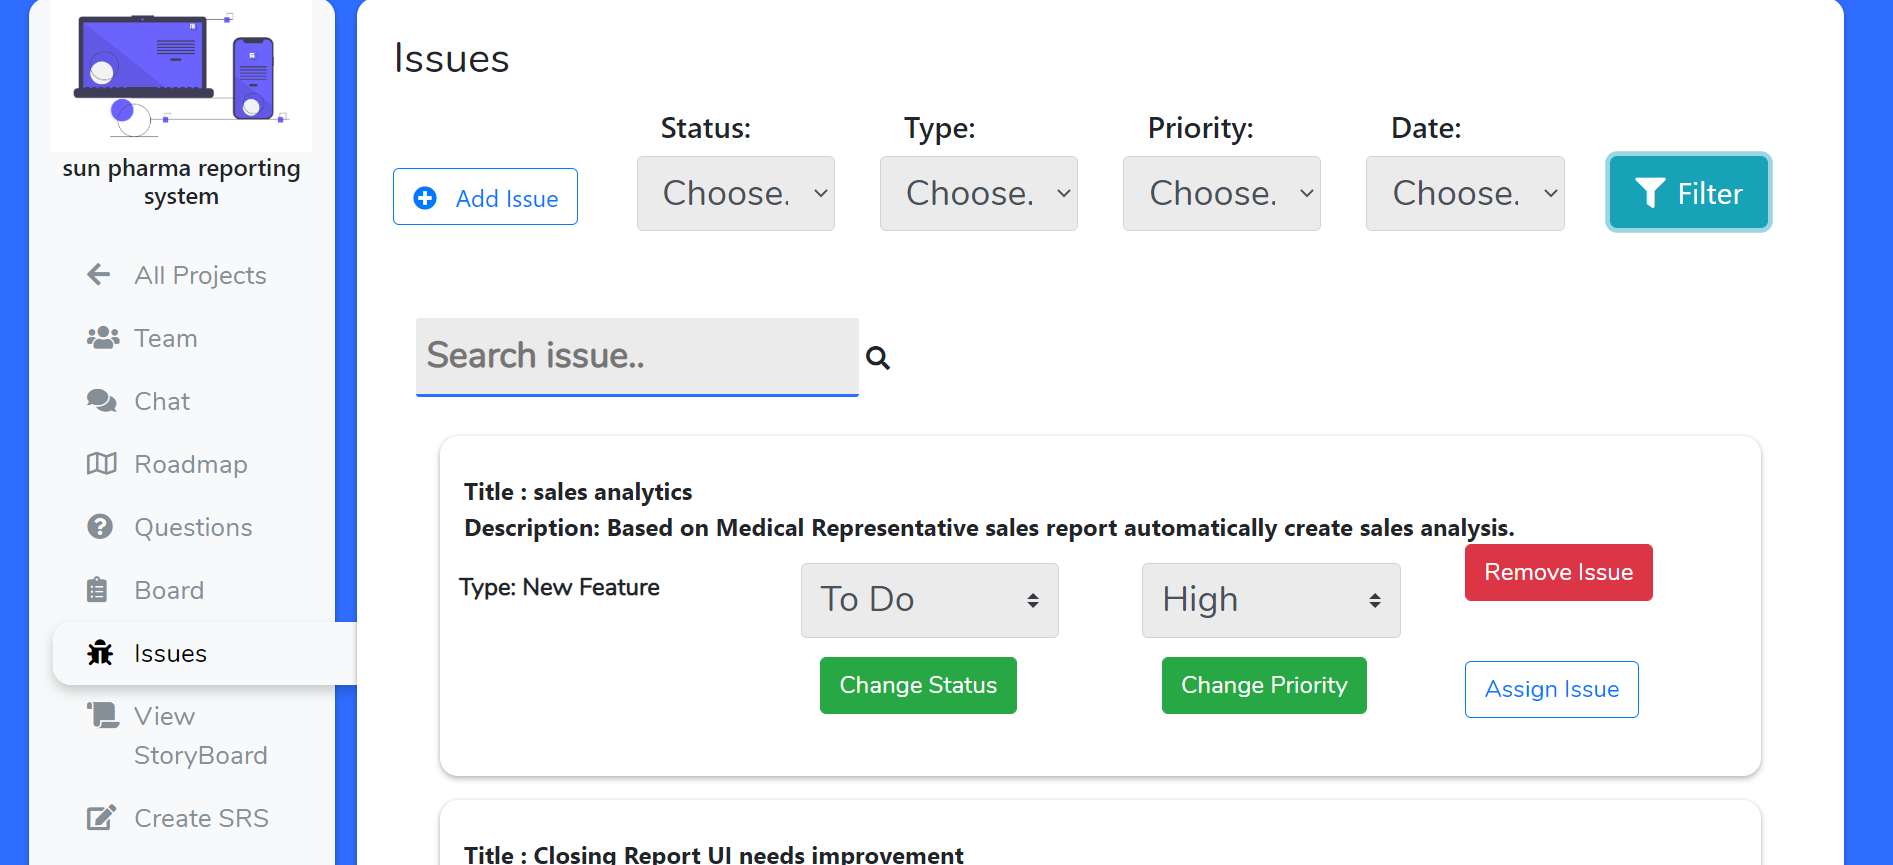 sun pharma reporting
system
All Projects
Team
Chat
Roadmap
Questions
Board
Issues
View
StoryBoard
Create SRS
Issues
Status:
Type:
Priority:
Date:
Add Issue
Choose.
Choose.
Choose.
Choose.
Filter
Search issue..
Title : sales analytics
Description: Based on Medical Representative sales report automatically create sales analysis.
Type: New Feature
To Do
High
Remove Issue
Change Status
Change Priority
Assign Issue
Title : Closing Report UI needs improvement